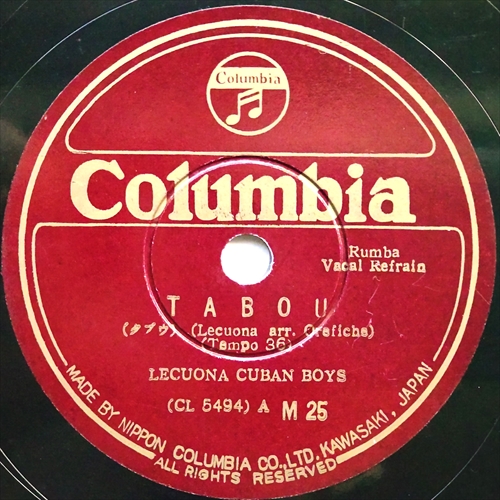 Columbia
Columbia
Rumba
Vacal Refrain
TABOU
(タブウ) (Lecuona arr. Orefiche)
(Tempo 36)
LECUONA CUBAN BOYS
(CL 5494) A M 25
MADE BY NIPPON COLUMBIA CO., LTD. KAWASAKI, JAPAN
ALL RIGHTS RESERVED